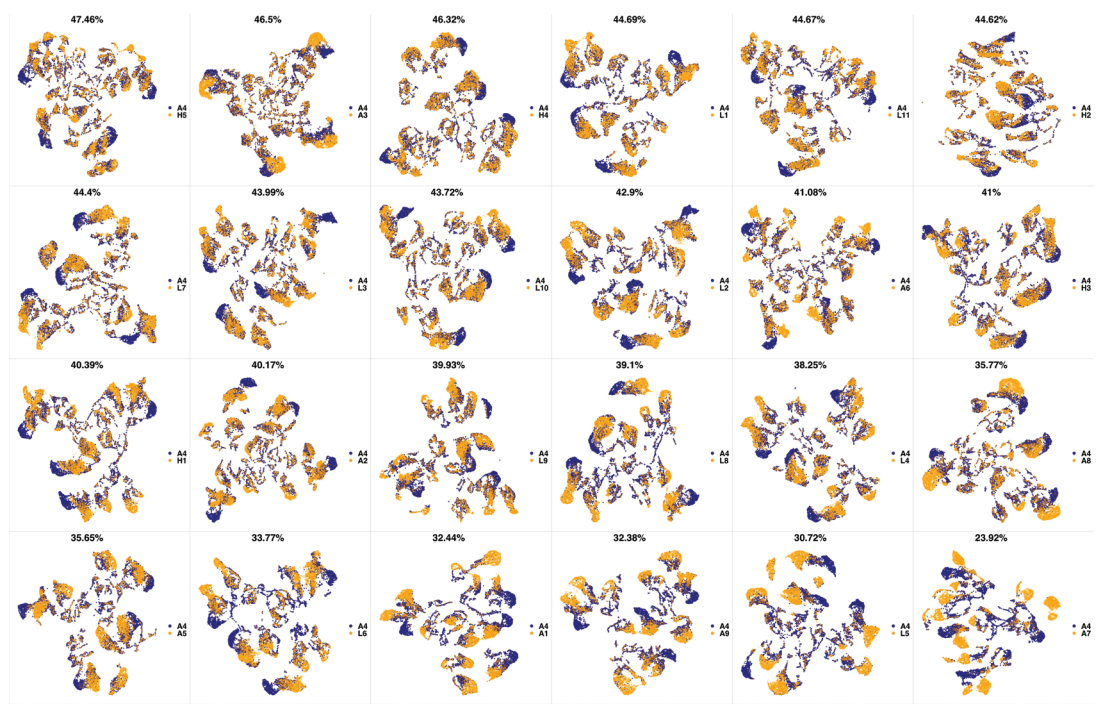 47.46%
46.5%
46.32%
44.69%
44.67%
44.62%
A4
H5
A4
A3
A4
H4
A4
L1
A4
L11
A4
H2
44.4%
43.99%
43.72%
42.9%
41.08%
41%
A4
L7
A4
L3
A4
L10
A4
L2
A4
A6
A4
H3
40.39%
40.17%
39.93%
39.1%
38.25%
35.77%
A4
H1
A4
A2
A4
L9
A4
L8
A4
L4
A4
A8
35.65%
33.77%
32.44%
32.38%
30.72%
23.92%
A4
A5
A4
L6
A4
A1
A4
A9
A4
L5
A4
A7